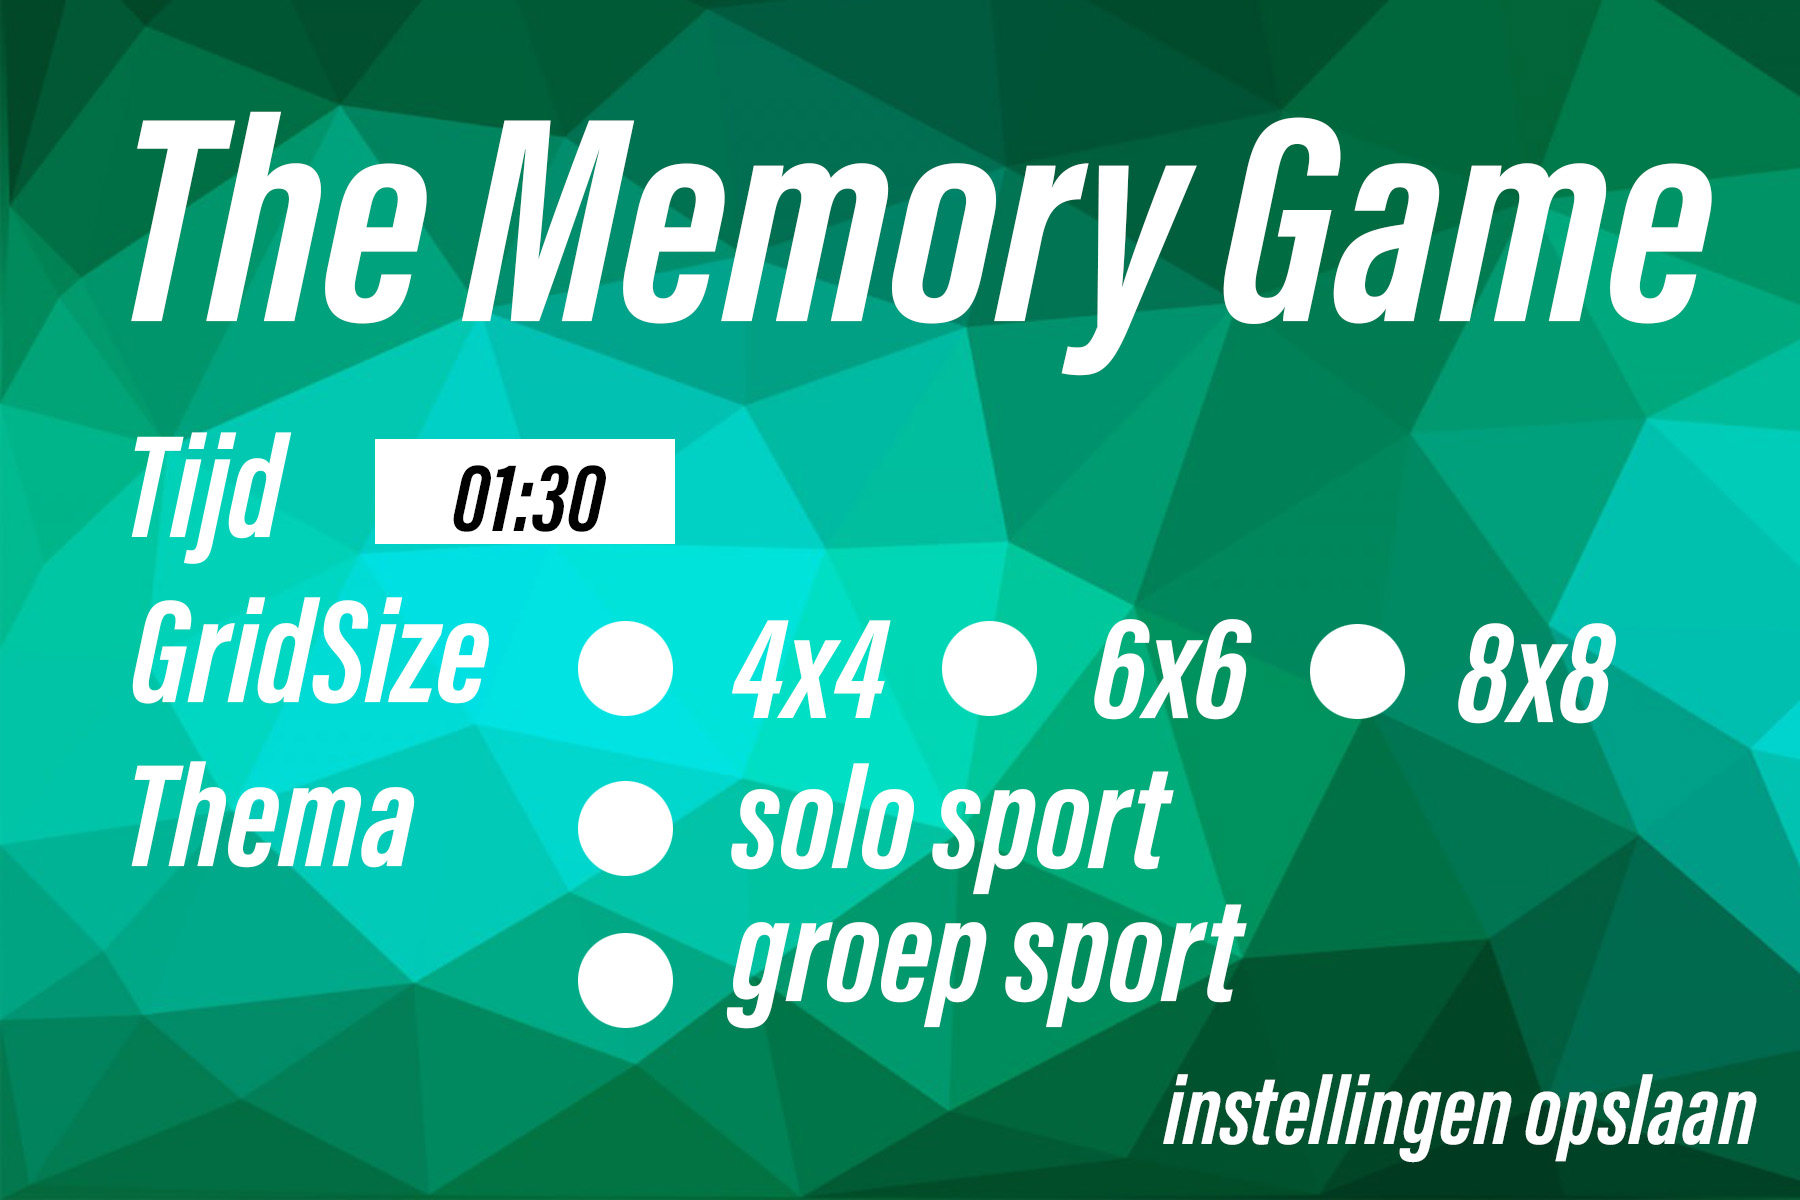 The Memory Game
Tijd 01:30
GridSize 4x4 6x6 8x8
Thema solo sport
groep sport
instellingen opslaan